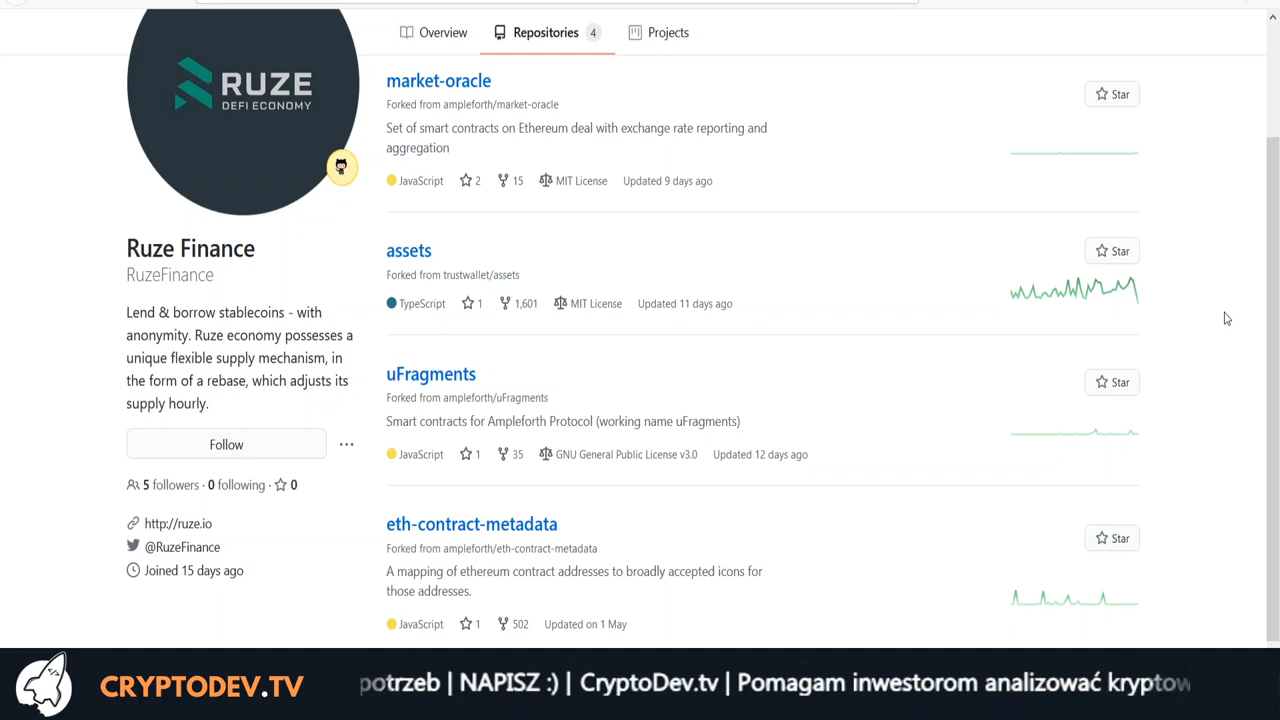 Overview
Repositories 4
Projects
RUZE
DEFI ECONOMY
Ruze Finance
RuzeFinance
Lend & borrow stablecoins - with
anonymity. Ruze economy possesses a
unique flexible supply mechanism, in
the form of a rebase, which adjusts its
supply hourly.
Follow
5 followers · 0 following · 0
http://ruze.io
@RuzeFinance
Joined 15 days ago
market-oracle
Star
Forked from ampleforth/market-oracle
Set of smart contracts on Ethereum deal with exchange rate reporting and
aggregation
JavaScript 2 15 MIT License Updated 9 days ago
assets
Star
Forked from trustwallet/assets
TypeScript 1 1,601 MIT License Updated 11 days ago
uFragments
Star
Forked from ampleforth/uFragments
Smart contracts for Ampleforth Protocol (working name uFragments)
JavaScript 1 35 GNU General Public License v3.0 Updated 12 days ago
eth-contract-metadata
Star
Forked from ampleforth/eth-contract-metadata
A mapping of ethereum contract addresses to broadly accepted icons for
those addresses.
JavaScript 1 502 Updated on 1 May
CRYPTODEV.TV
potrzeb | NAPISZ :) | CryptoDev.tv | Pomagam inwestorom analizować kryptow